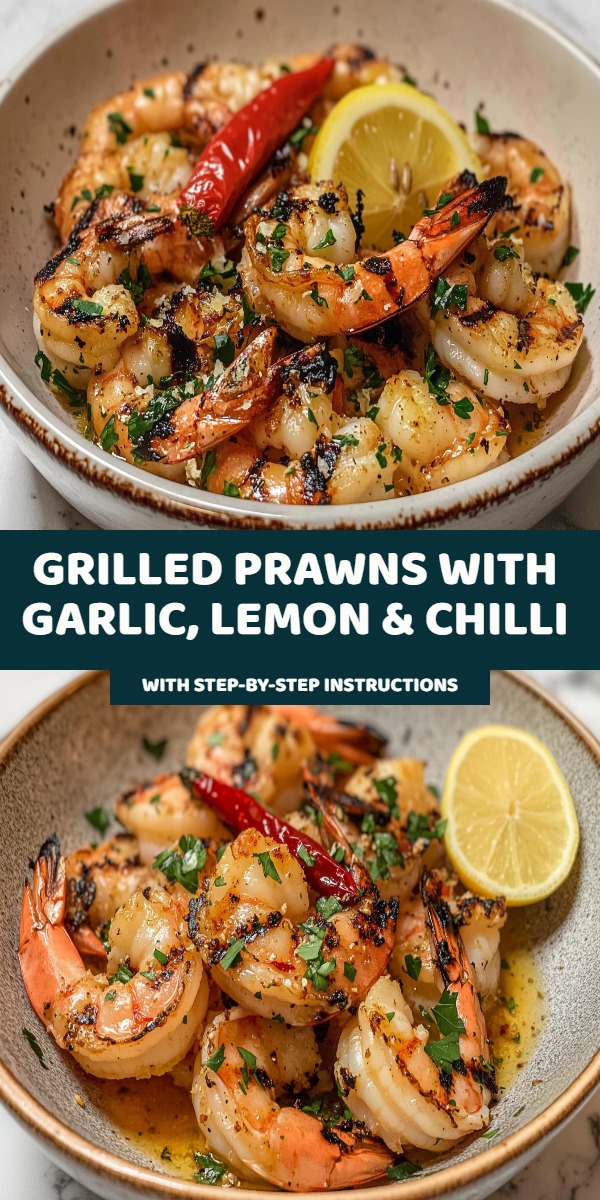 GRILLED PRAWNS WITH
GARLIC, LEMON & CHILLI
WITH STEP-BY-STEP INSTRUCTIONS